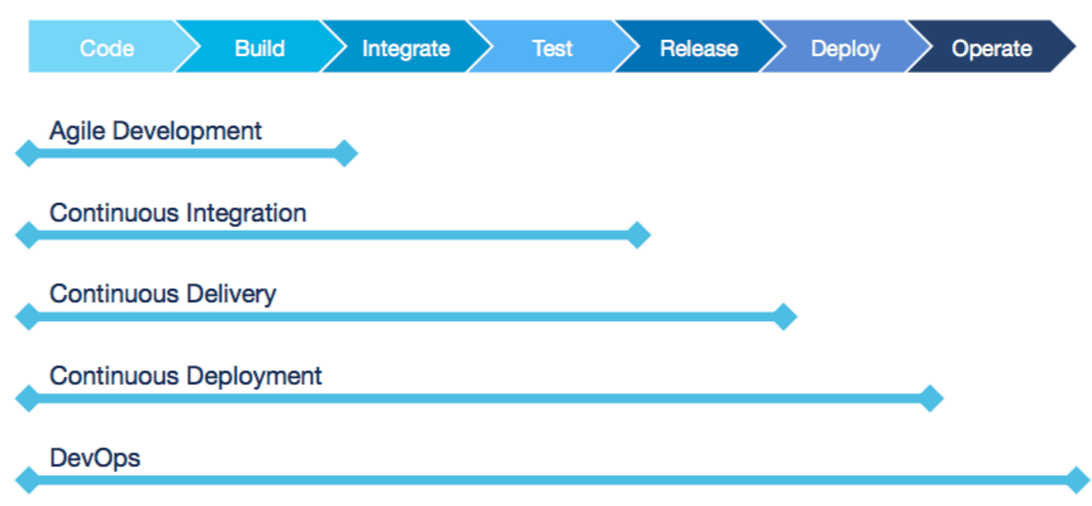 Code Build Integrate Test Release Deploy Operate
Agile Development
Continuous Integration
Continuous Delivery
Continuous Deployment
DevOps